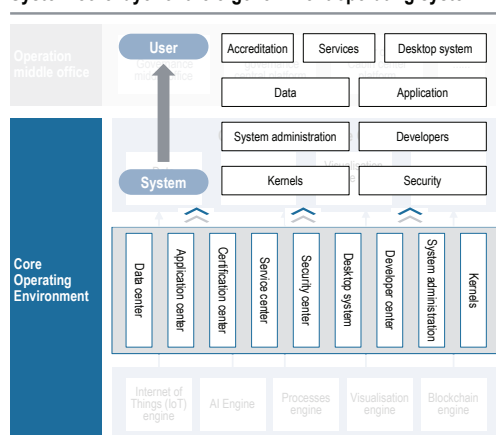 Operation
middle office
User
Accreditation
Services
Desktop system
Data
Application
System administration
Developers
System
Kernels
Security
Core
Operating
Environment
Data center
Application center
Certification center
Service center
Security center
Desktop system
Developer center
System administration
Kernels
Internet of
Things (IoT)
engine
AI Engine
Processes
engine
Visualisation
engine
Blockchain
engine